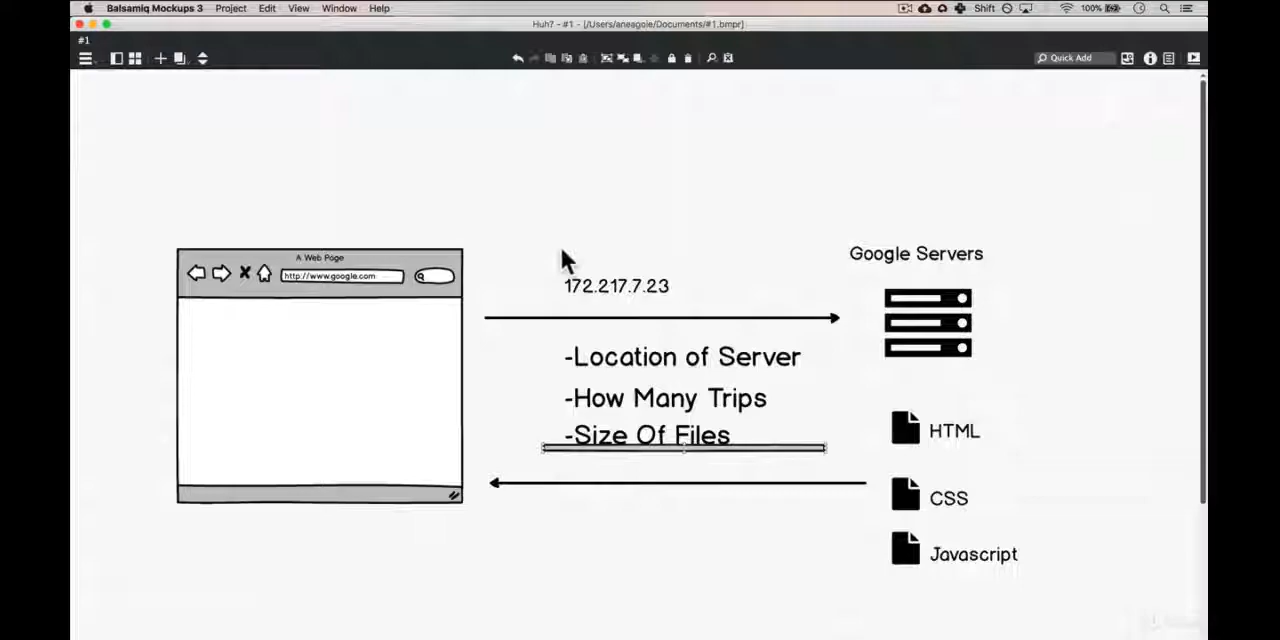 Balsamiq Mockups 3 Project Edit View Window Help
Shift 100%
Huh? - #1 - [/Users/aneagoie/Documents/#1.bmpr]
#1
Quick Add
A Web Page
http://www.google.com
172.217.7.23
Google Servers
-Location of Server
-How Many Trips
-Size Of Files
HTML
CSS
Javascript